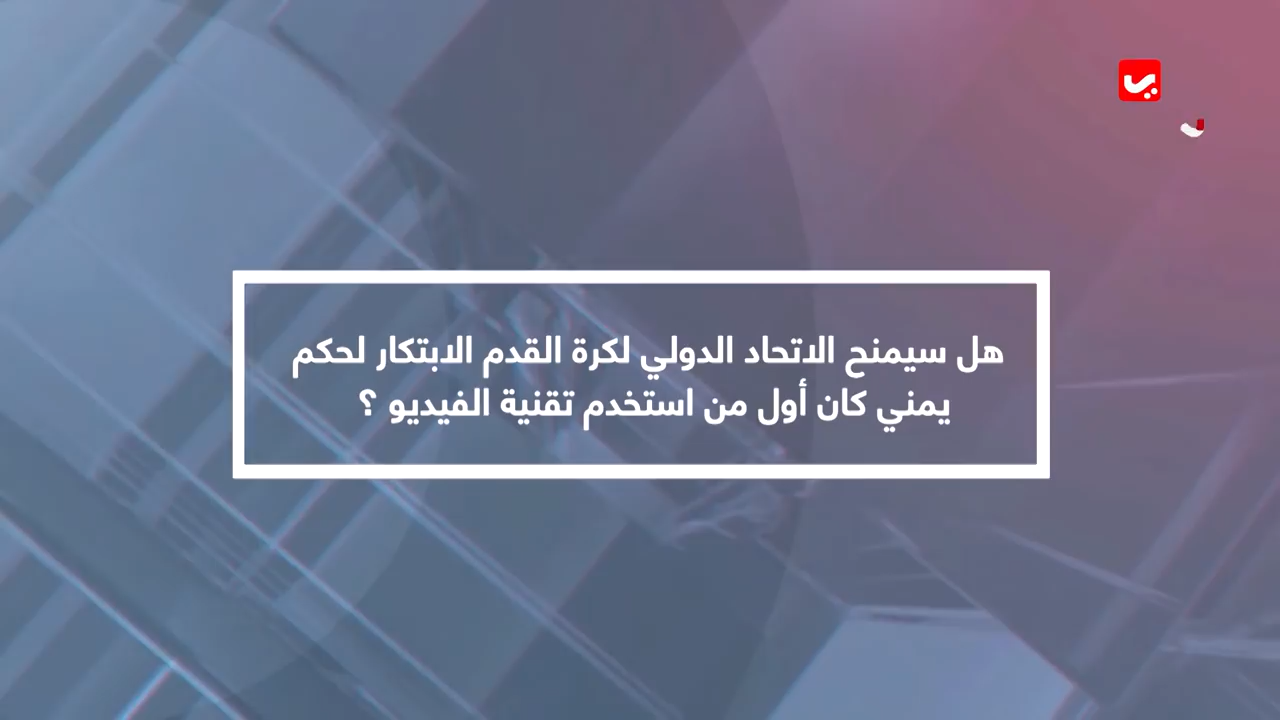 هل سيمنح الاتحاد الدولي لكرة القدم الابتكار لحكم
يمني كان أول من استخدم تقنية الفيديو ؟